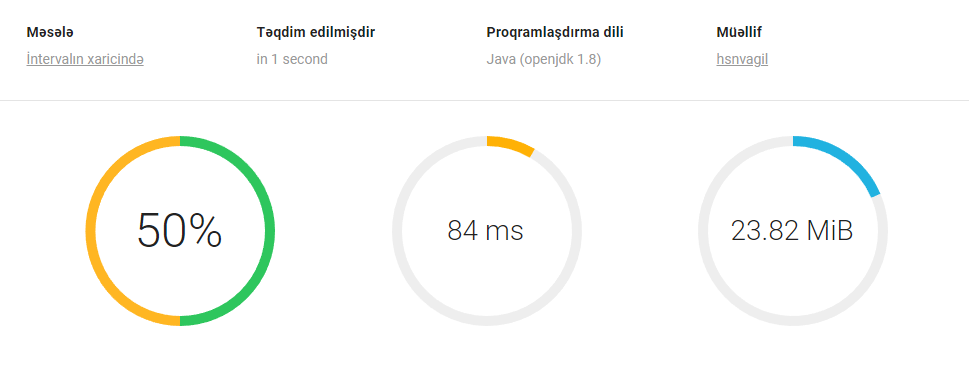 Məsələ
Təqdim edilmişdir
Proqramlaşdırma dili
Müəllif
İntervalın xaricində
in 1 second
Java (openjdk 1.8)
hsnvagil
50%
84 ms
23.82 MiB